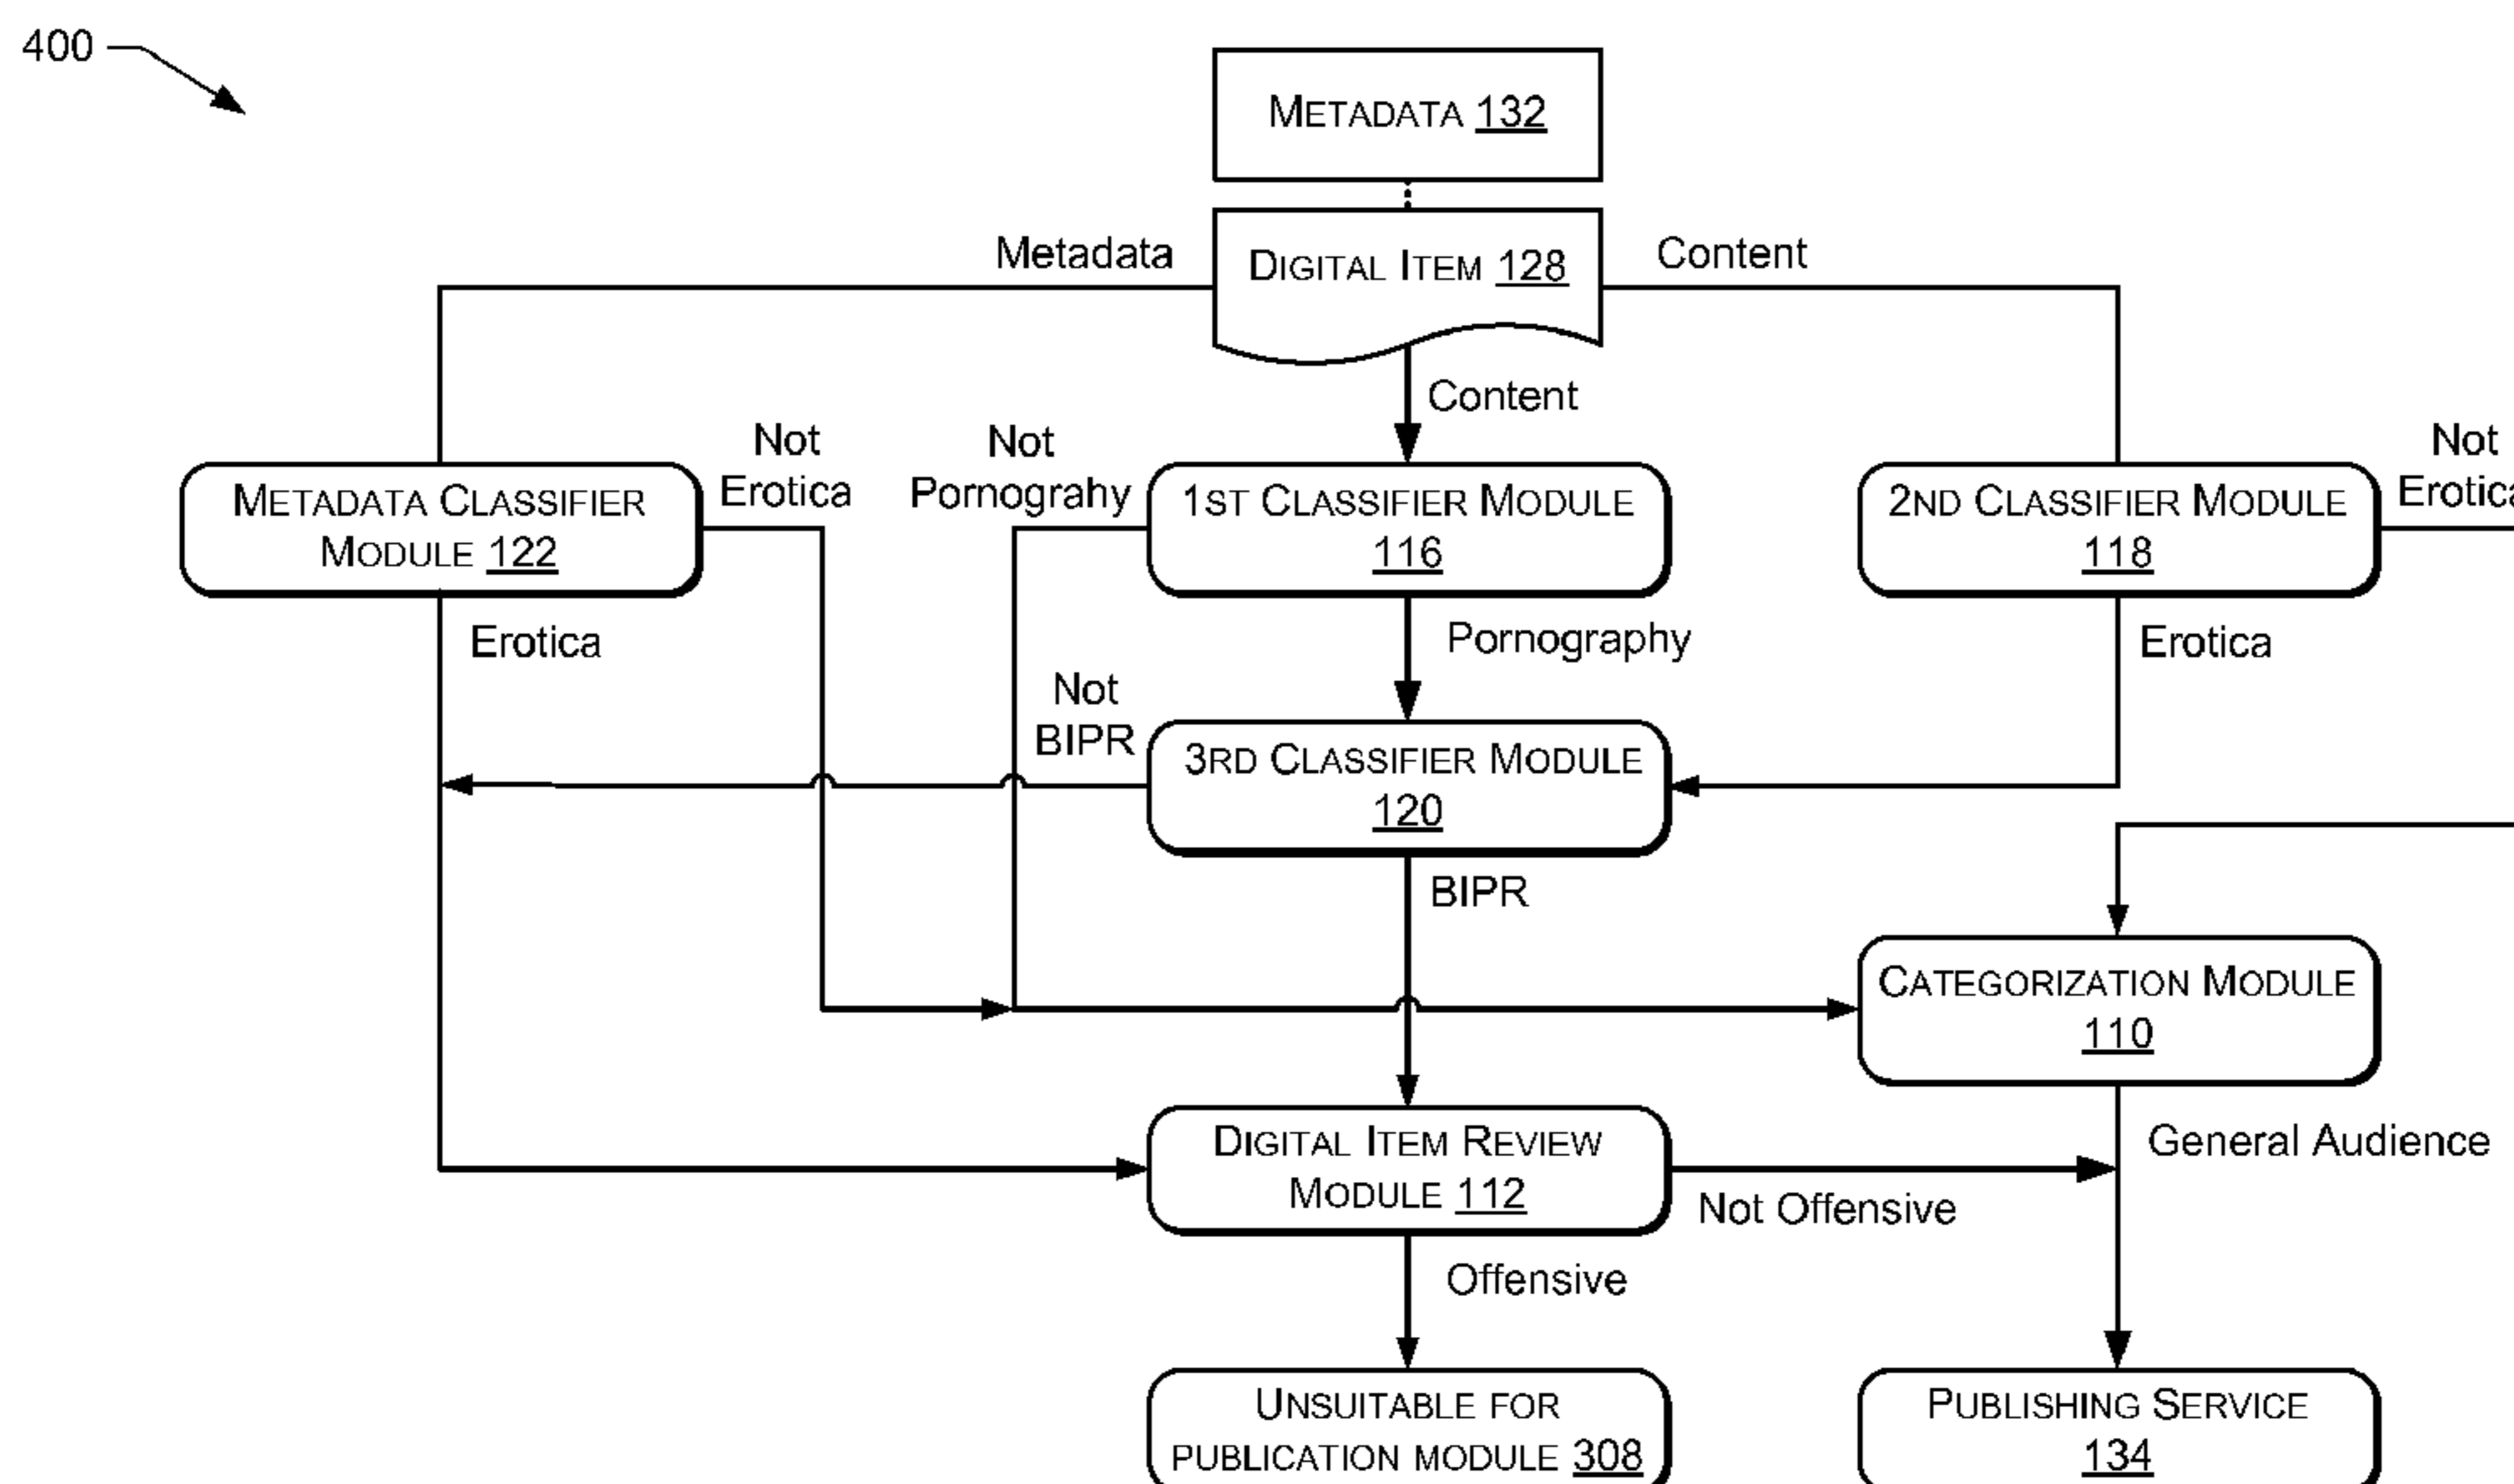 400
METADATA 132
Metadata
DIGITAL ITEM 128
Content
Content
Not
Erotica
Not
Pornograhy
Not
Erotica
METADATA CLASSIFIER
MODULE 122
1ST CLASSIFIER MODULE
116
2ND CLASSIFIER MODULE
118
Erotica
Pornography
Erotica
Not
BIPR
3RD CLASSIFIER MODULE
120
BIPR
CATEGORIZATION MODULE
110
DIGITAL ITEM REVIEW
MODULE 112
General Audience
Not Offensive
Offensive
UNSUITABLE FOR
PUBLICATION MODULE 308
PUBLISHING SERVICE
134